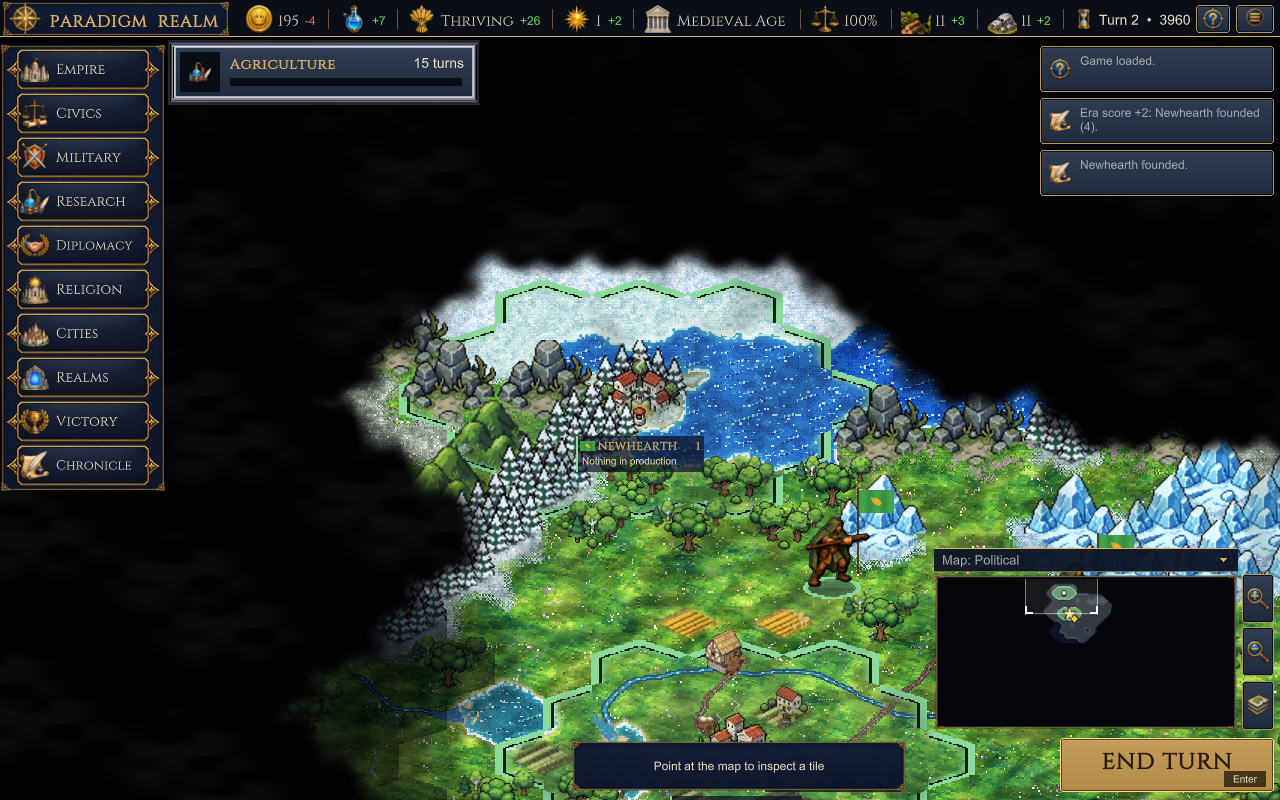 PARADIGM REALM
195 -4
+7
THRIVING +26
1 +2
MEDIEVAL AGE
100%
11 +3
11 +2
Turn 2 • 3960
EMPIRE
CIVICS
MILITARY
RESEARCH
DIPLOMACY
RELIGION
CITIES
REALMS
VICTORY
CHRONICLE
AGRICULTURE
15 turns
Game loaded.
Era score +2: Newhearth founded
(4).
Newhearth founded.
NEWHEARTH 1
Nothing in production
Map: Political
Point at the map to inspect a tile
END TURN
Enter